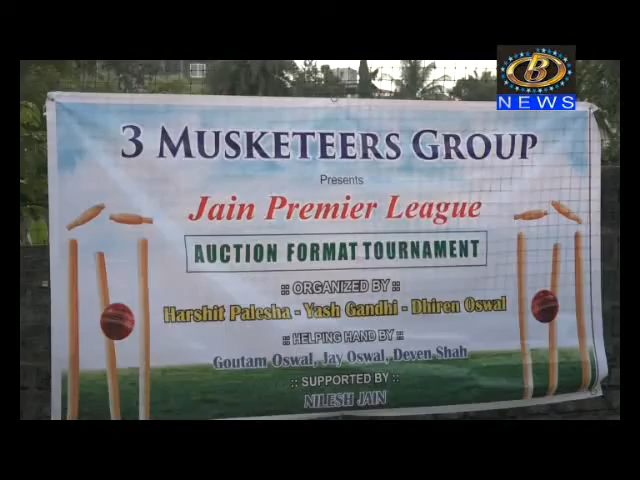 B
NEWS
3 MUSKETEERS GROUP
Presents
Jain Premier League
AUCTION FORMAT TOURNAMENT
:: ORGANIZED BY ::
Harshit Palesha - Yash Gandhi - Dhiren Oswal
:: HELPING HAND BY ::
Goutam Oswal, Jay Oswal, Deven Shah
:: SUPPORTED BY ::
NILESH JAIN